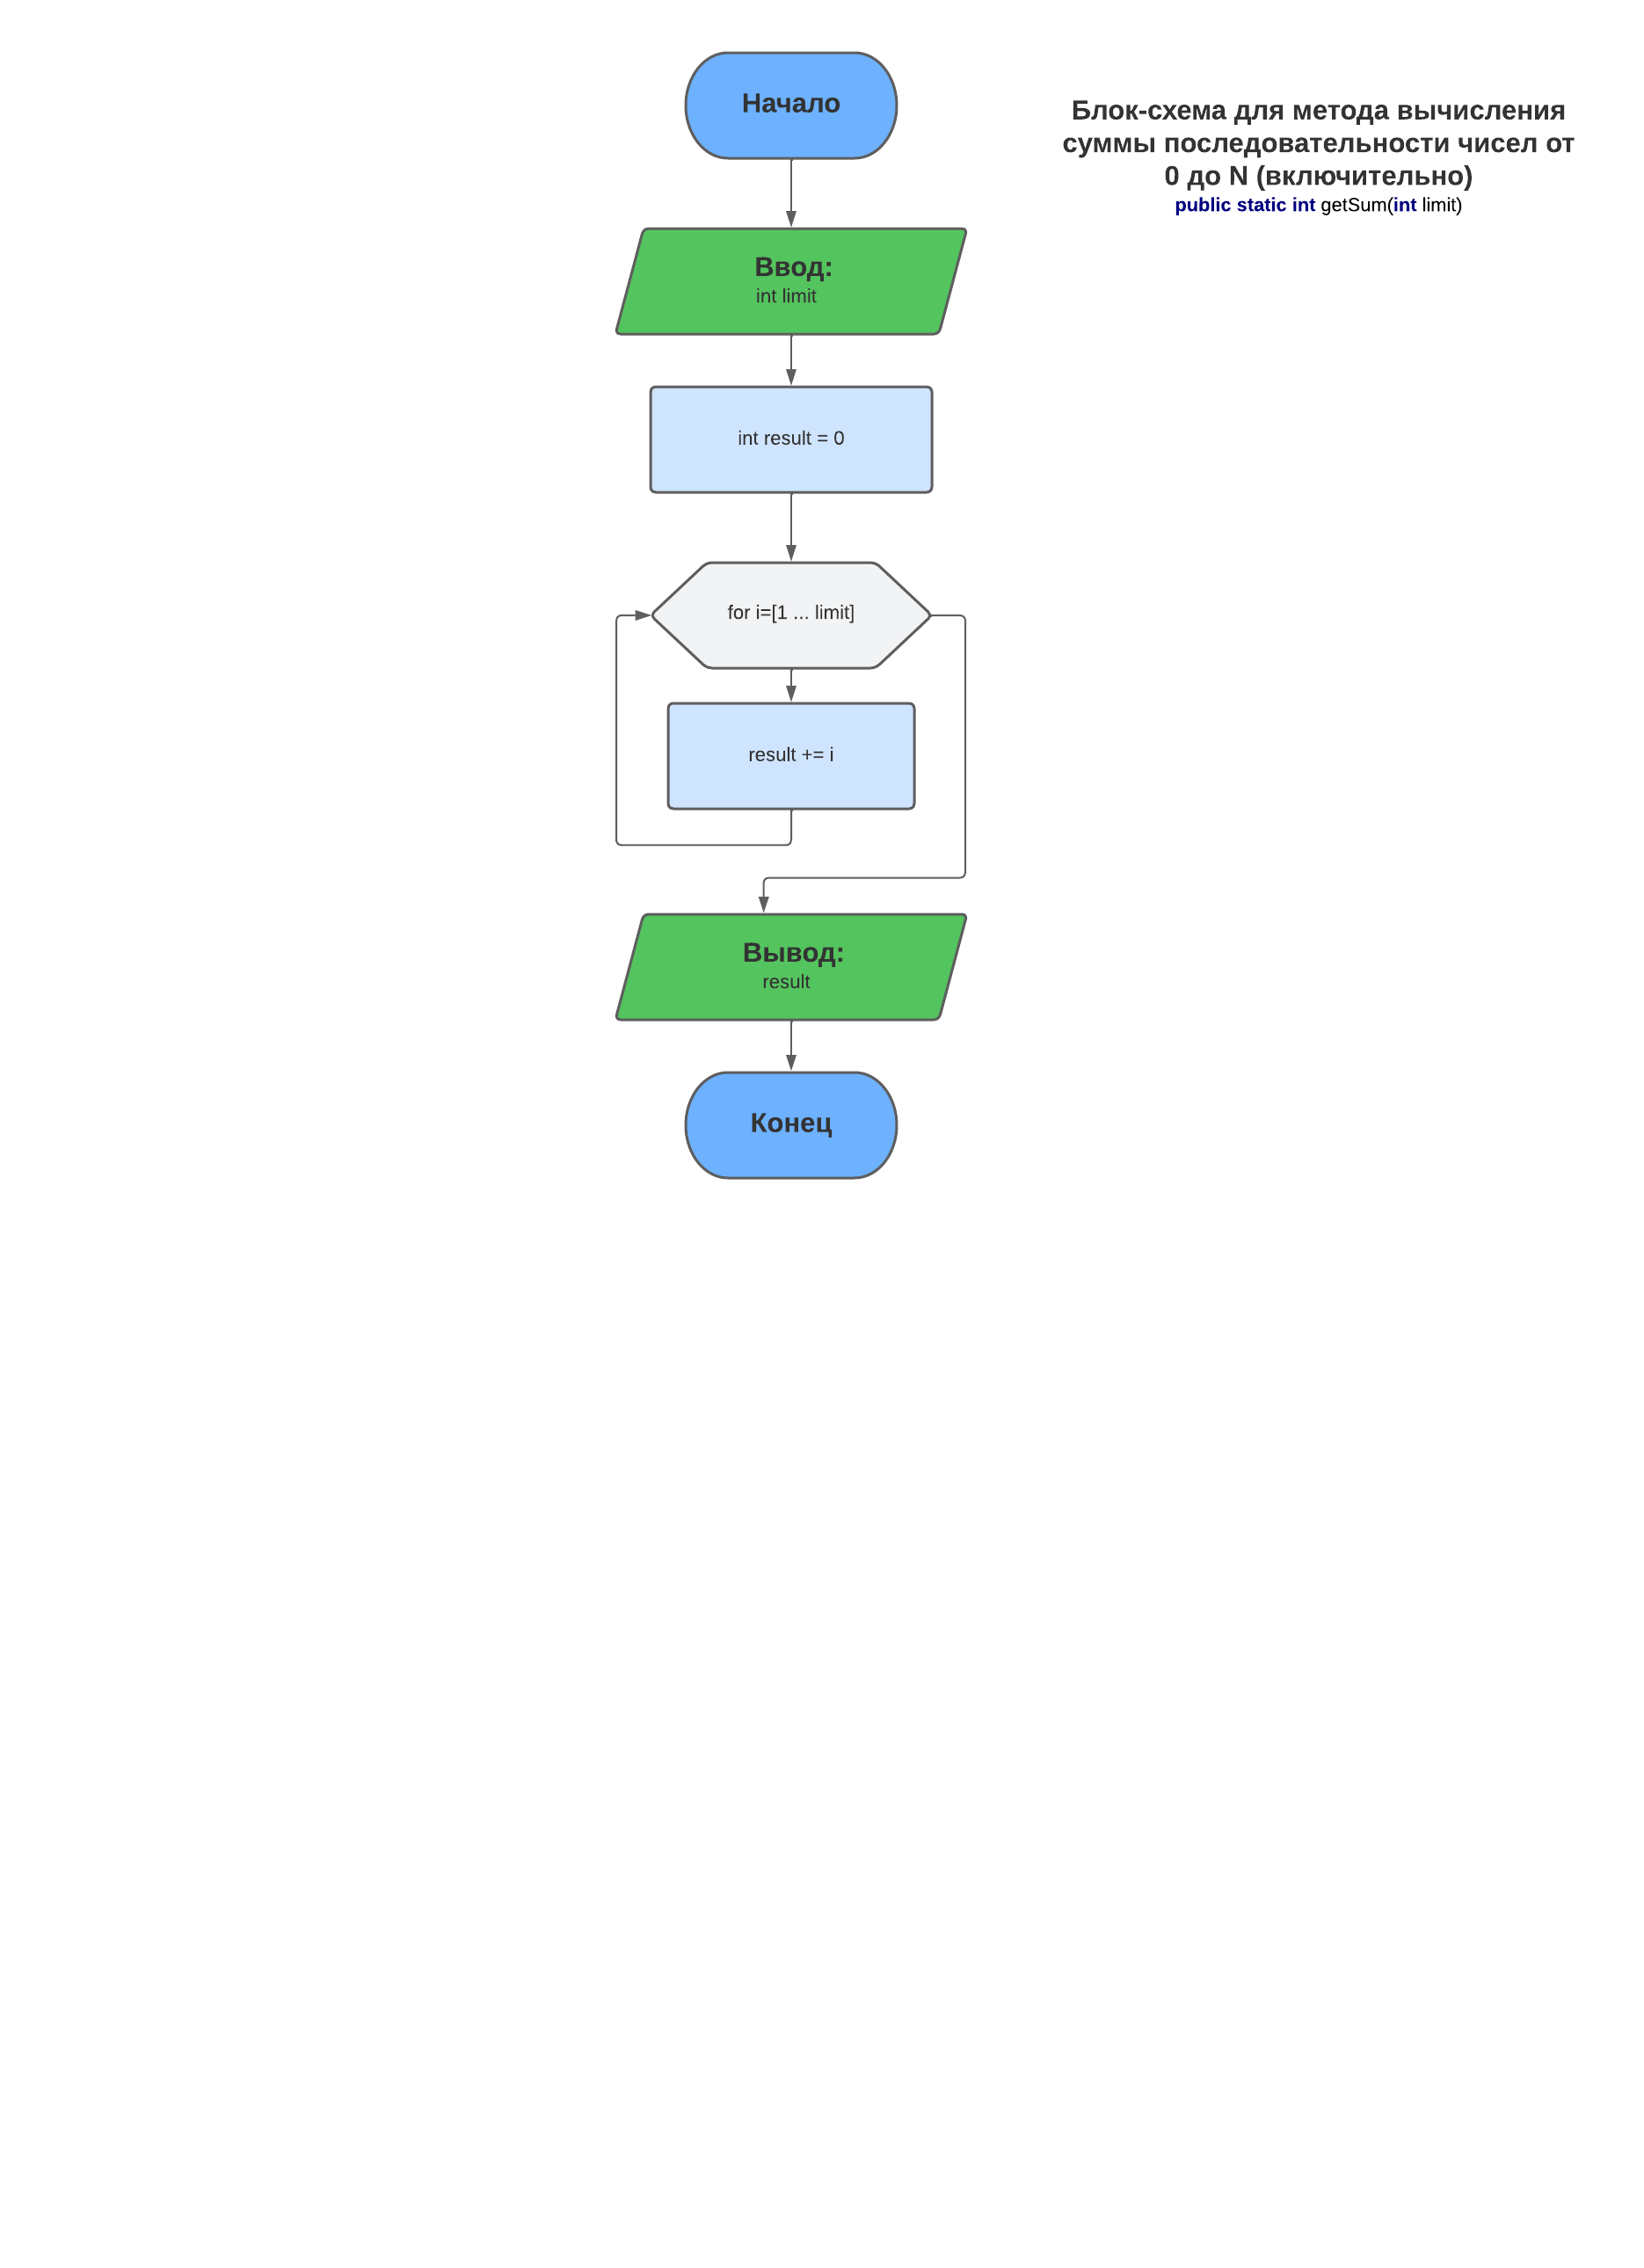 Начало
Блок-схема для метода вычисления
суммы последовательности чисел от
0 до N (включительно)
public static int getSum(int limit)
Ввод:
int limit
int result = 0
for i=[1 ... limit]
result += i
Вывод:
result
Конец